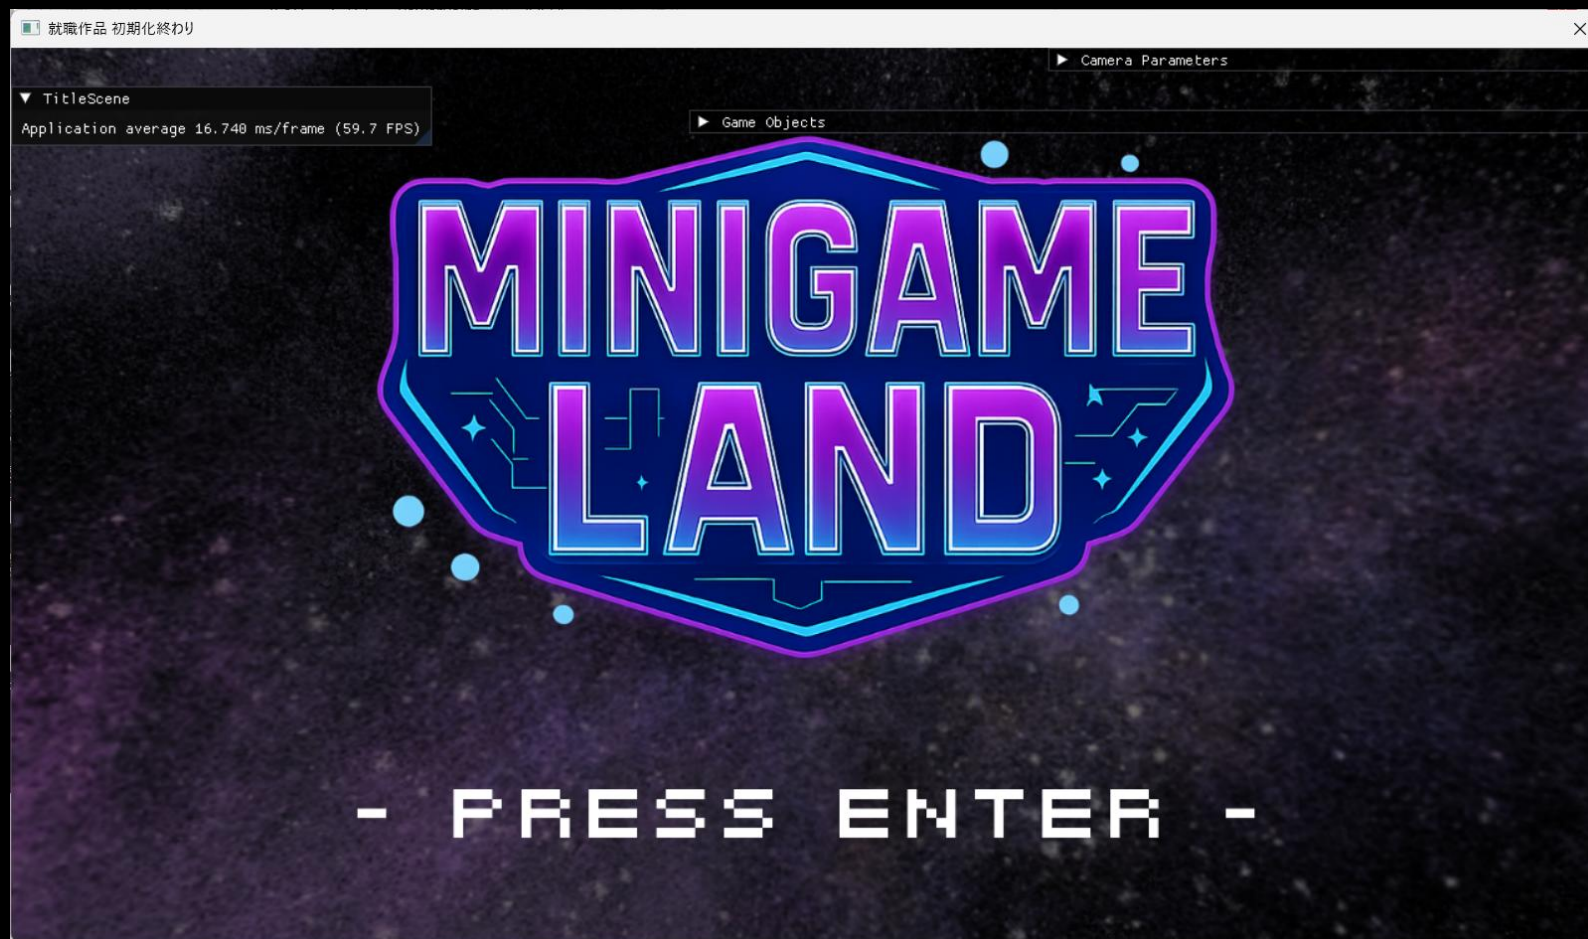 就職作品 初期化終わり
Camera Parameters
TitleScene
Application average 16.740 ms/frame (59.7 FPS)
Game Objects
MINIGAME
LAND
- PRESS ENTER -